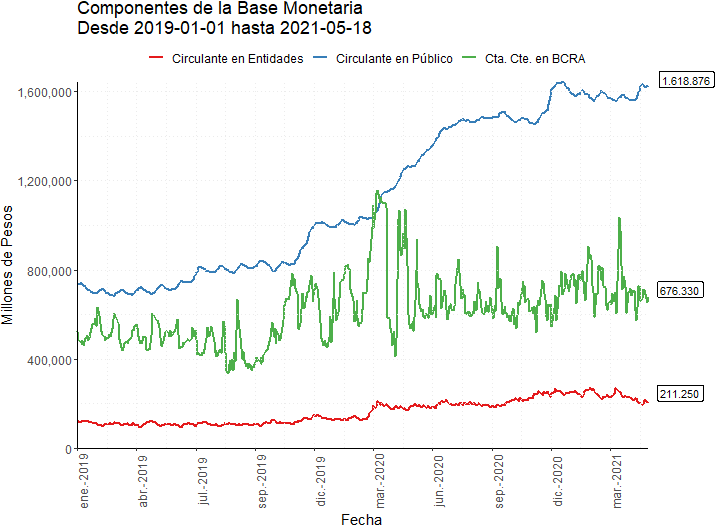 Componentes de la Base Monetaria
Desde 2019-01-01 hasta 2021-05-18
Circulante en Entidades
Circulante en Público
Cta. Cte. en BCRA
Millones de Pesos
1,600,000
1,200,000
800,000
400,000
0
1.618.876
676.330
211.250
ene.-2019
abr.-2019
jul.-2019
sep.-2019
dic.-2019
mar.-2020
jun.-2020
sep.-2020
dic.-2020
mar.-2021
Fecha